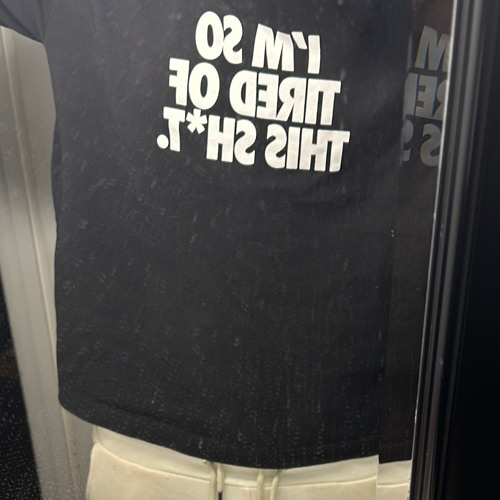 I'M SO
TIRED OF
THIS SH*T.